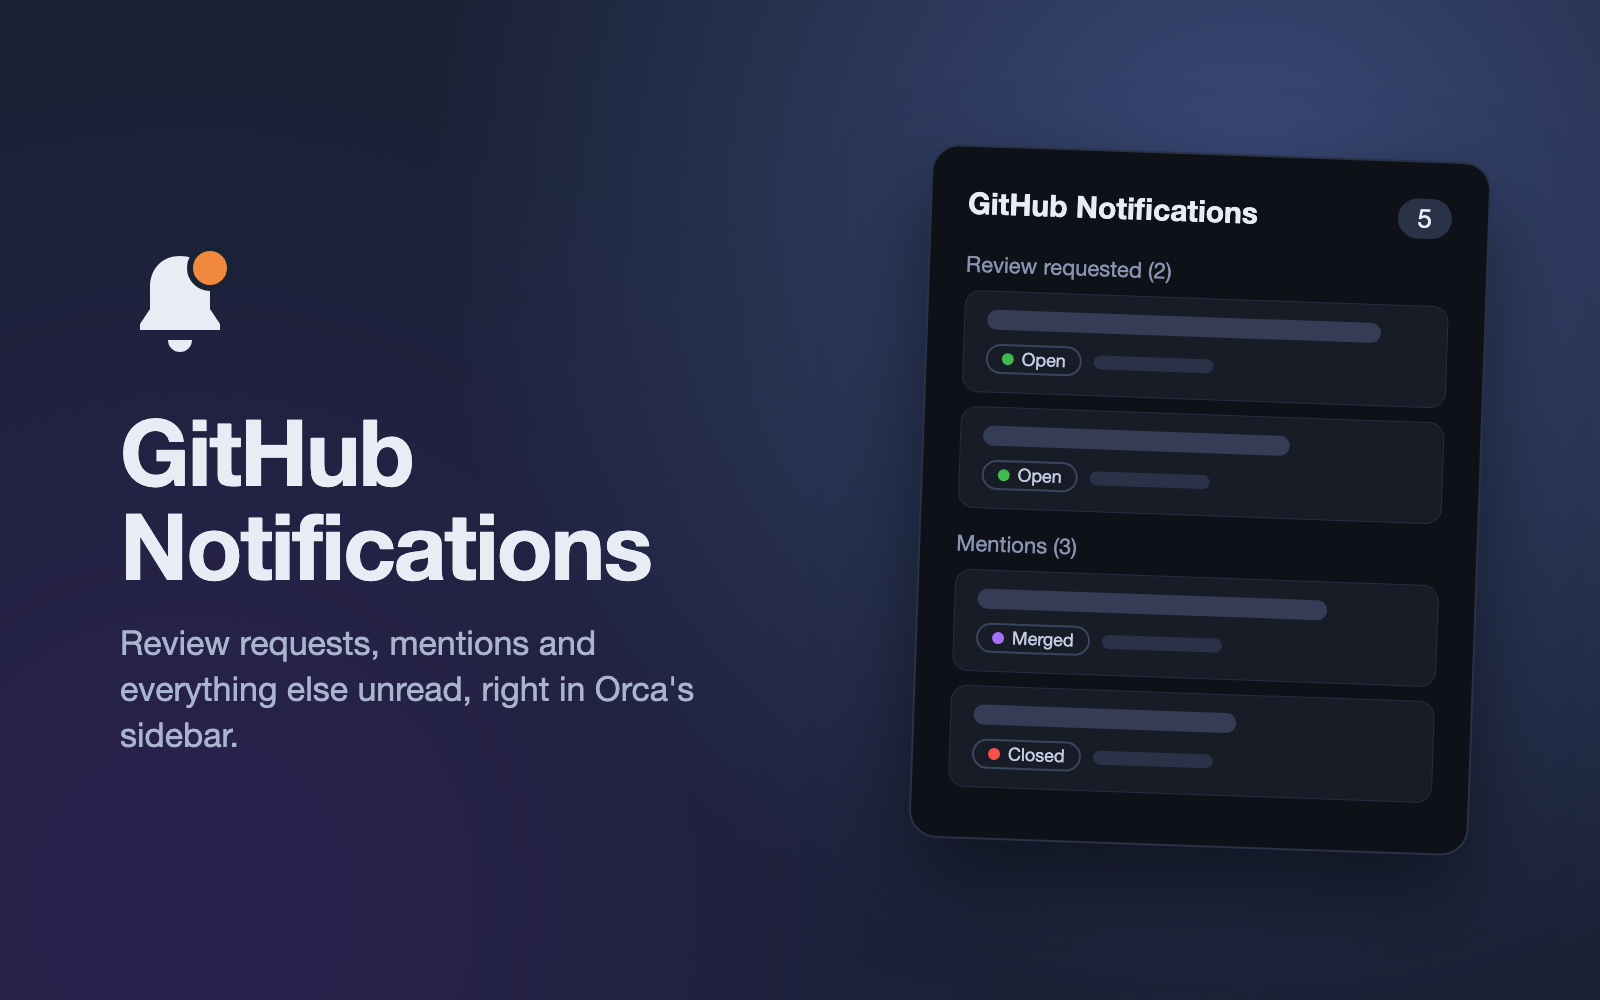 GitHub
Notifications
Review requests, mentions and
everything else unread, right in Orca's
sidebar.
GitHub Notifications
5
Review requested (2)
Open
Open
Mentions (3)
Merged
Closed